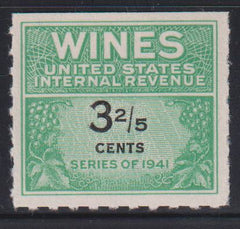 WINES
UNITED STATES
INTERNAL REVENUE
3 2/5
CENTS
SERIES OF 1941